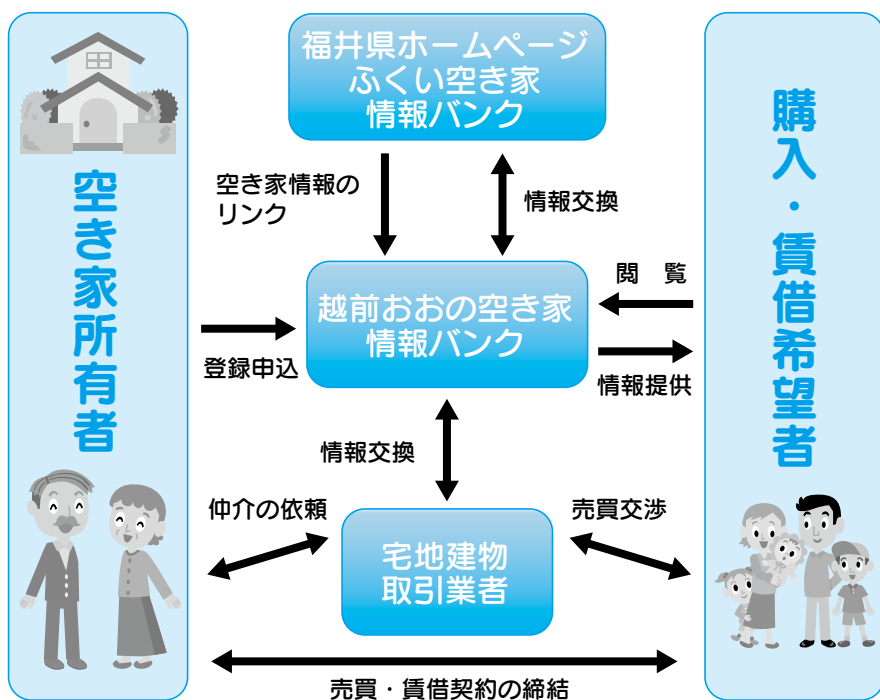 福井県ホームページ
ふくい空き家
情報バンク
空き家情報の
リンク
情報交換
空き家所有者
購入・賃借希望者
越前おおの空き家
情報バンク
閲　覧
登録申込
情報提供
情報交換
仲介の依頼
売買交渉
宅地建物
取引業者
売買・賃借契約の締結